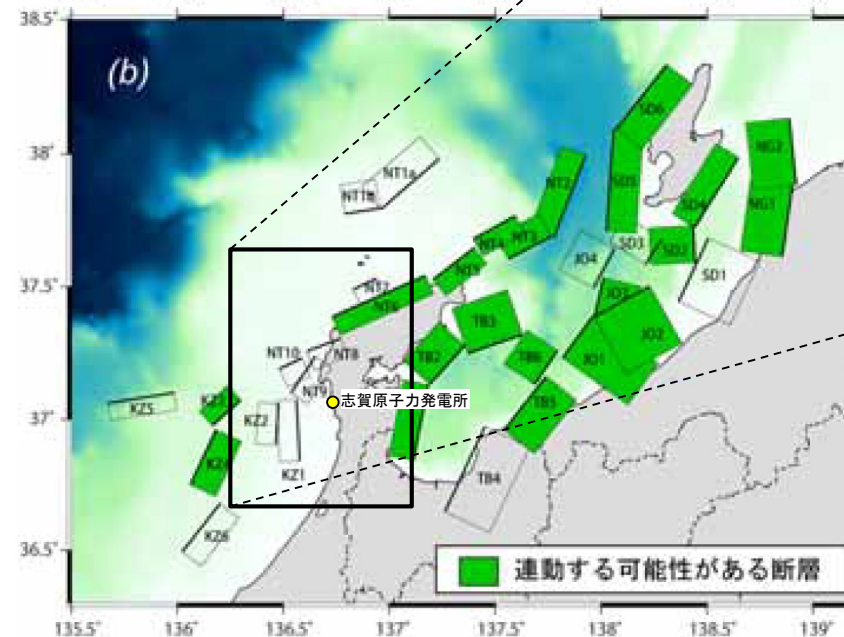 38.5°
(b)
SD6
38°
NG2
NT1a
NT1b
NT2
SD5
SD4
NG1
NT4
NT3
SD3
SD2
JO4
37.5°
NT5
SD1
NT7
NT6
JO3
TB3
JO2
NT10
NT8
TB2
TB6
JO1
NT9
志賀原子力発電所
37°
KZ5
KZ2
TB5
KZ1
TB4
KZ6
36.5°
連動する可能性がある断層
135.5°
136°
136.5°
137°
137.5°
138°
138.5°
139°